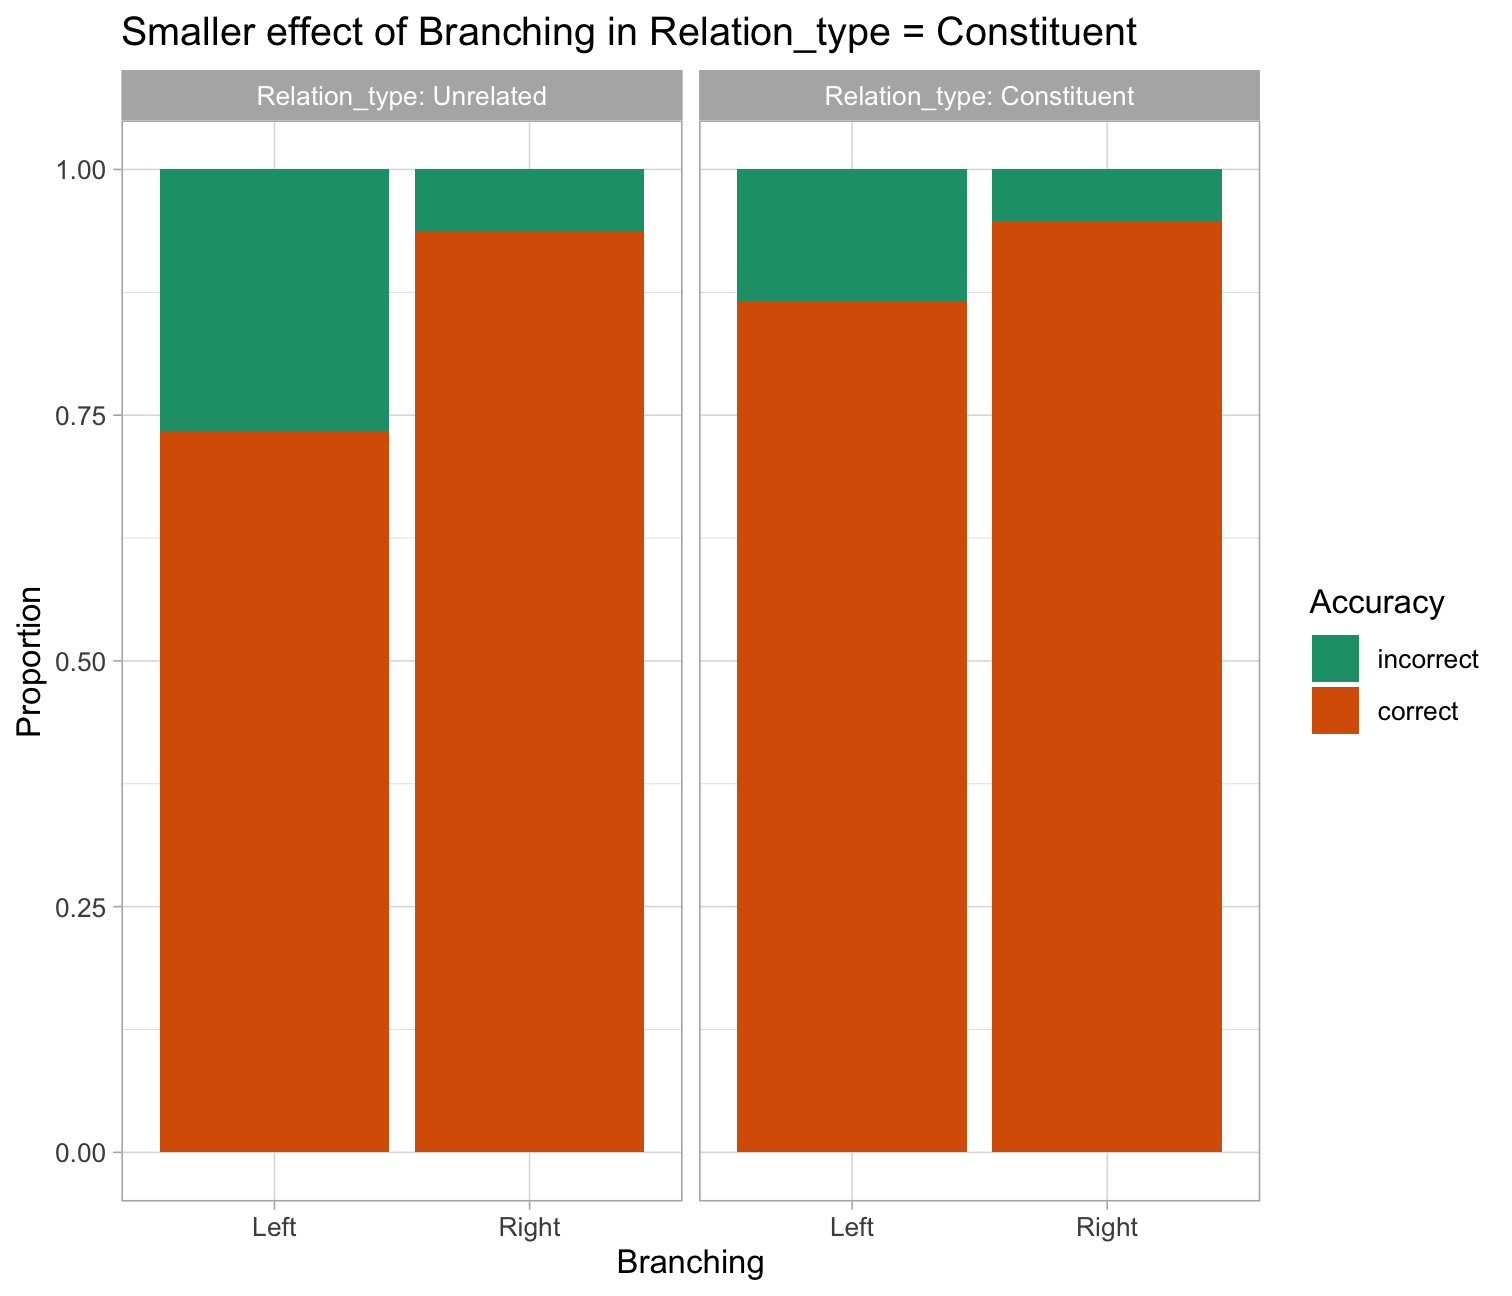 Smaller effect of Branching in Relation_type = Constituent
Relation_type: Unrelated
Relation_type: Constituent
1.00
0.75
0.50
0.25
0.00
Proportion
Left
Right
Left
Right
Branching
Accuracy
incorrect
correct